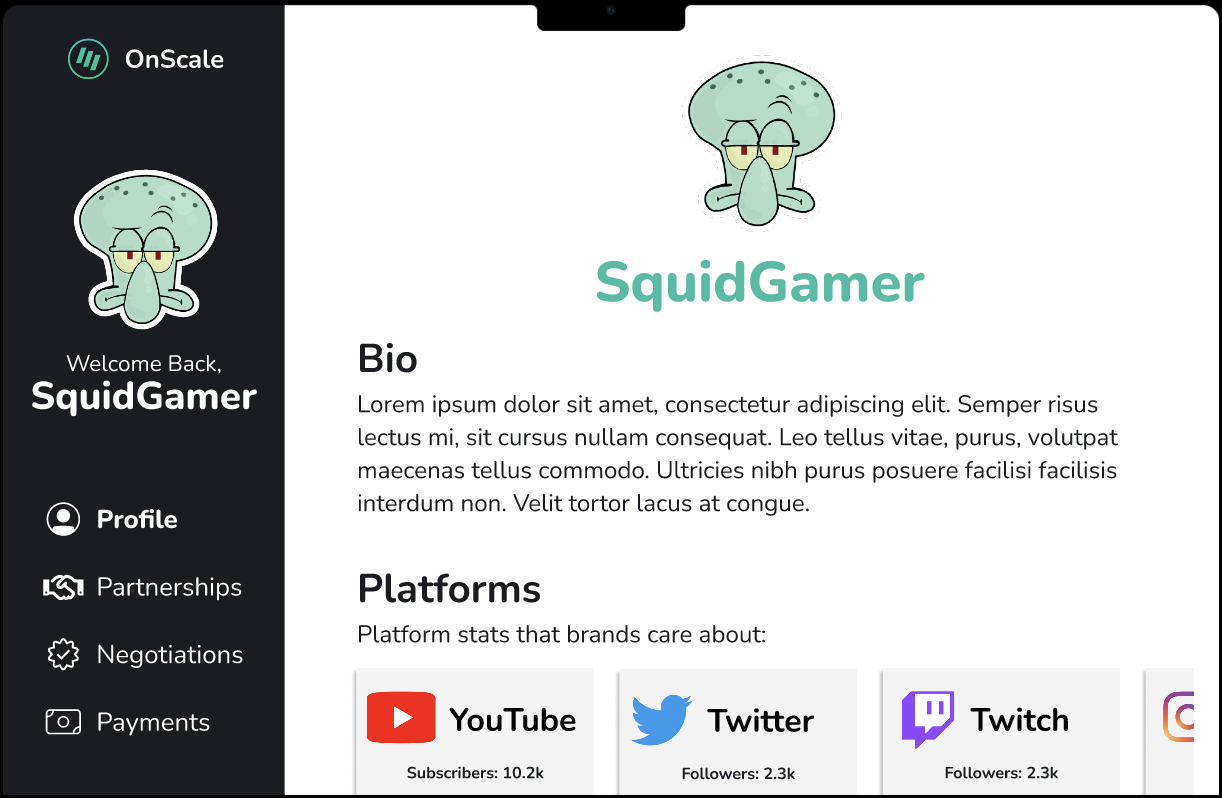 OnScale
Welcome Back,
SquidGamer
Profile
Partnerships
Negotiations
Payments
SquidGamer
Bio
Lorem ipsum dolor sit amet, consectetur adipiscing elit. Semper risus
lectus mi, sit cursus nullam consequat. Leo tellus vitae, purus, volutpat
maecenas tellus commodo. Ultricies nibh purus posuere facilisi facilisis
interdum non. Velit tortor lacus at congue.
Platforms
Platform stats that brands care about:
YouTube
Subscribers: 10.2k
Twitter
Followers: 2.3k
Twitch
Followers: 2.3k